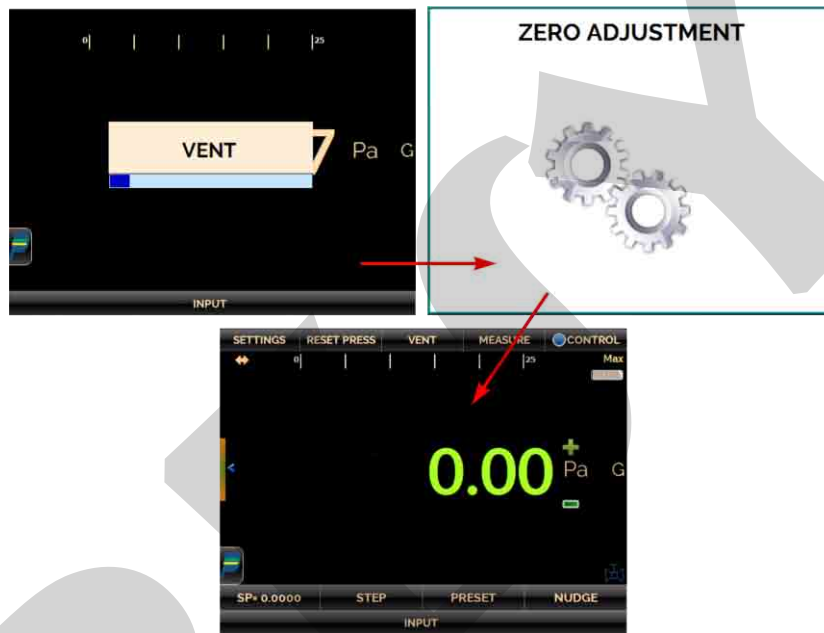 0 25
VENT
7 Pa G
INPUT
ZERO ADJUSTMENT
SETTINGS RESET PRESS VENT MEASURE CONTROL
0 25 Max
0.00 Pa G
SP= 0.0000 STEP PRESET NUDGE
INPUT